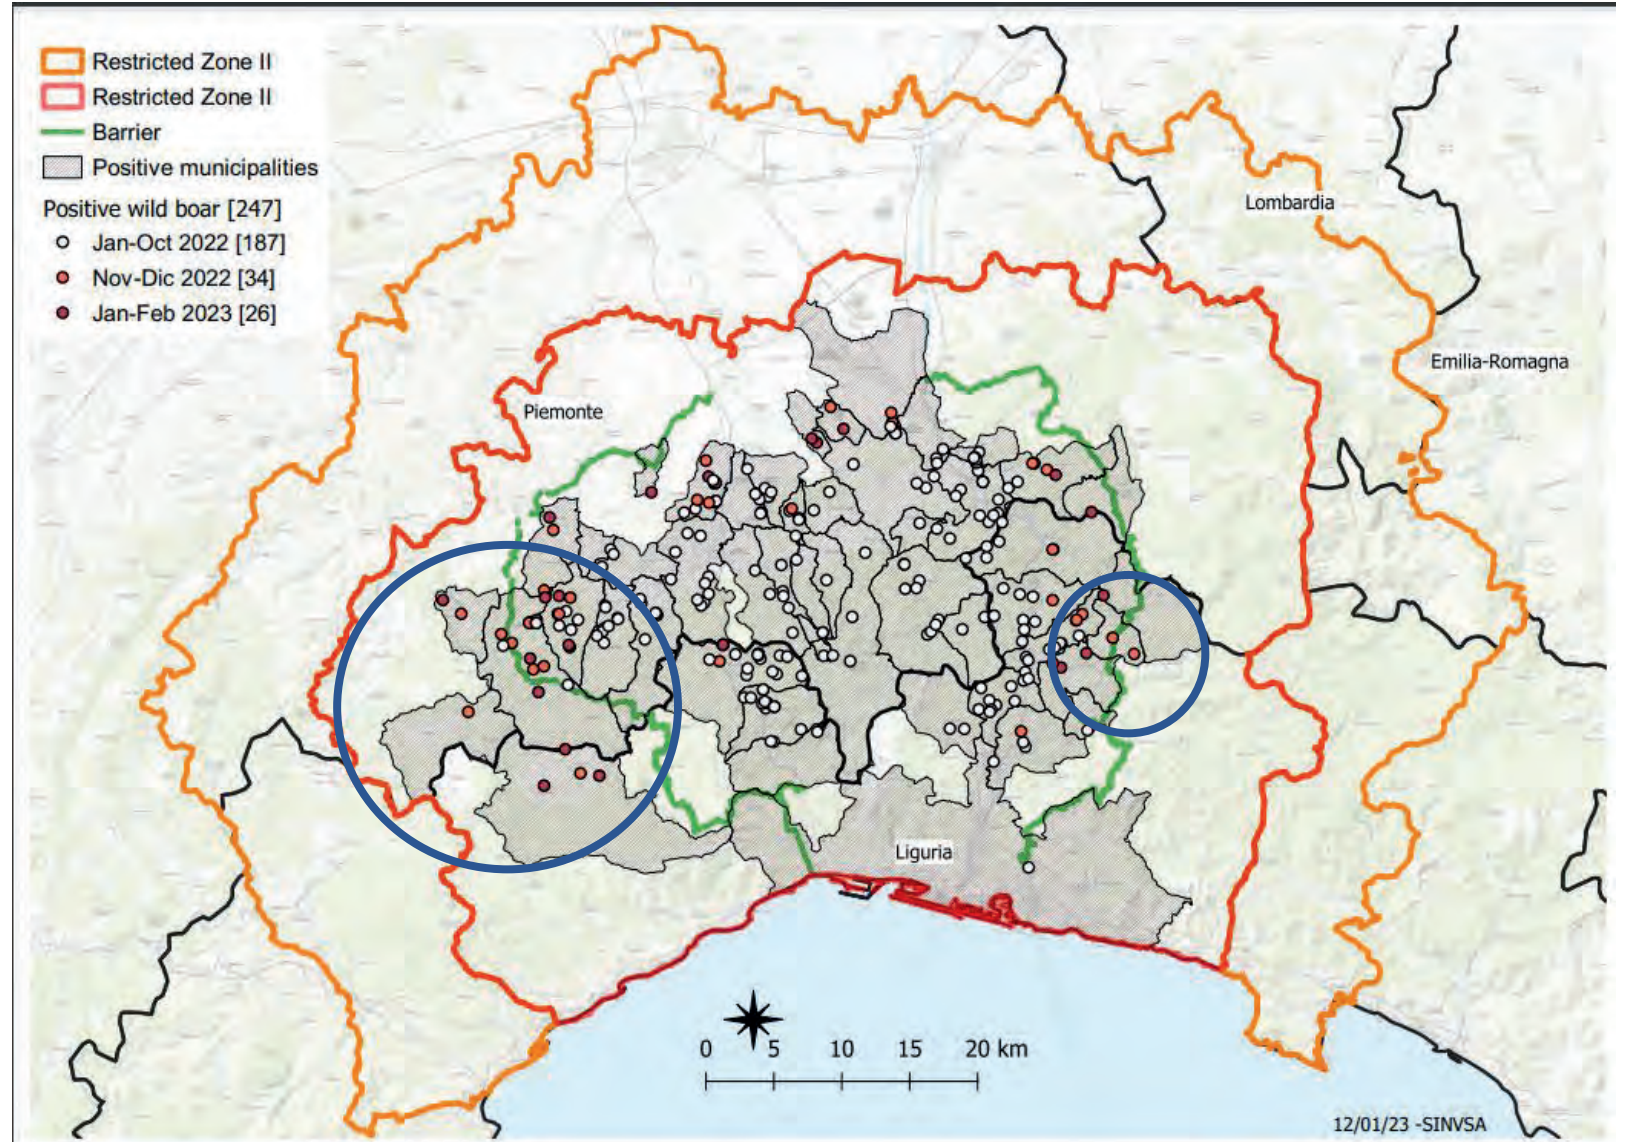 Restricted Zone II
Restricted Zone II
Barrier
Positive municipalities
Positive wild boar [247]
Jan-Oct 2022 [187]
Nov-Dic 2022 [34]
Jan-Feb 2023 [26]
Lombardia
Emilia-Romagna
Piemonte
Liguria
0 5 10 15 20 km
12/01/23 -SINVSA